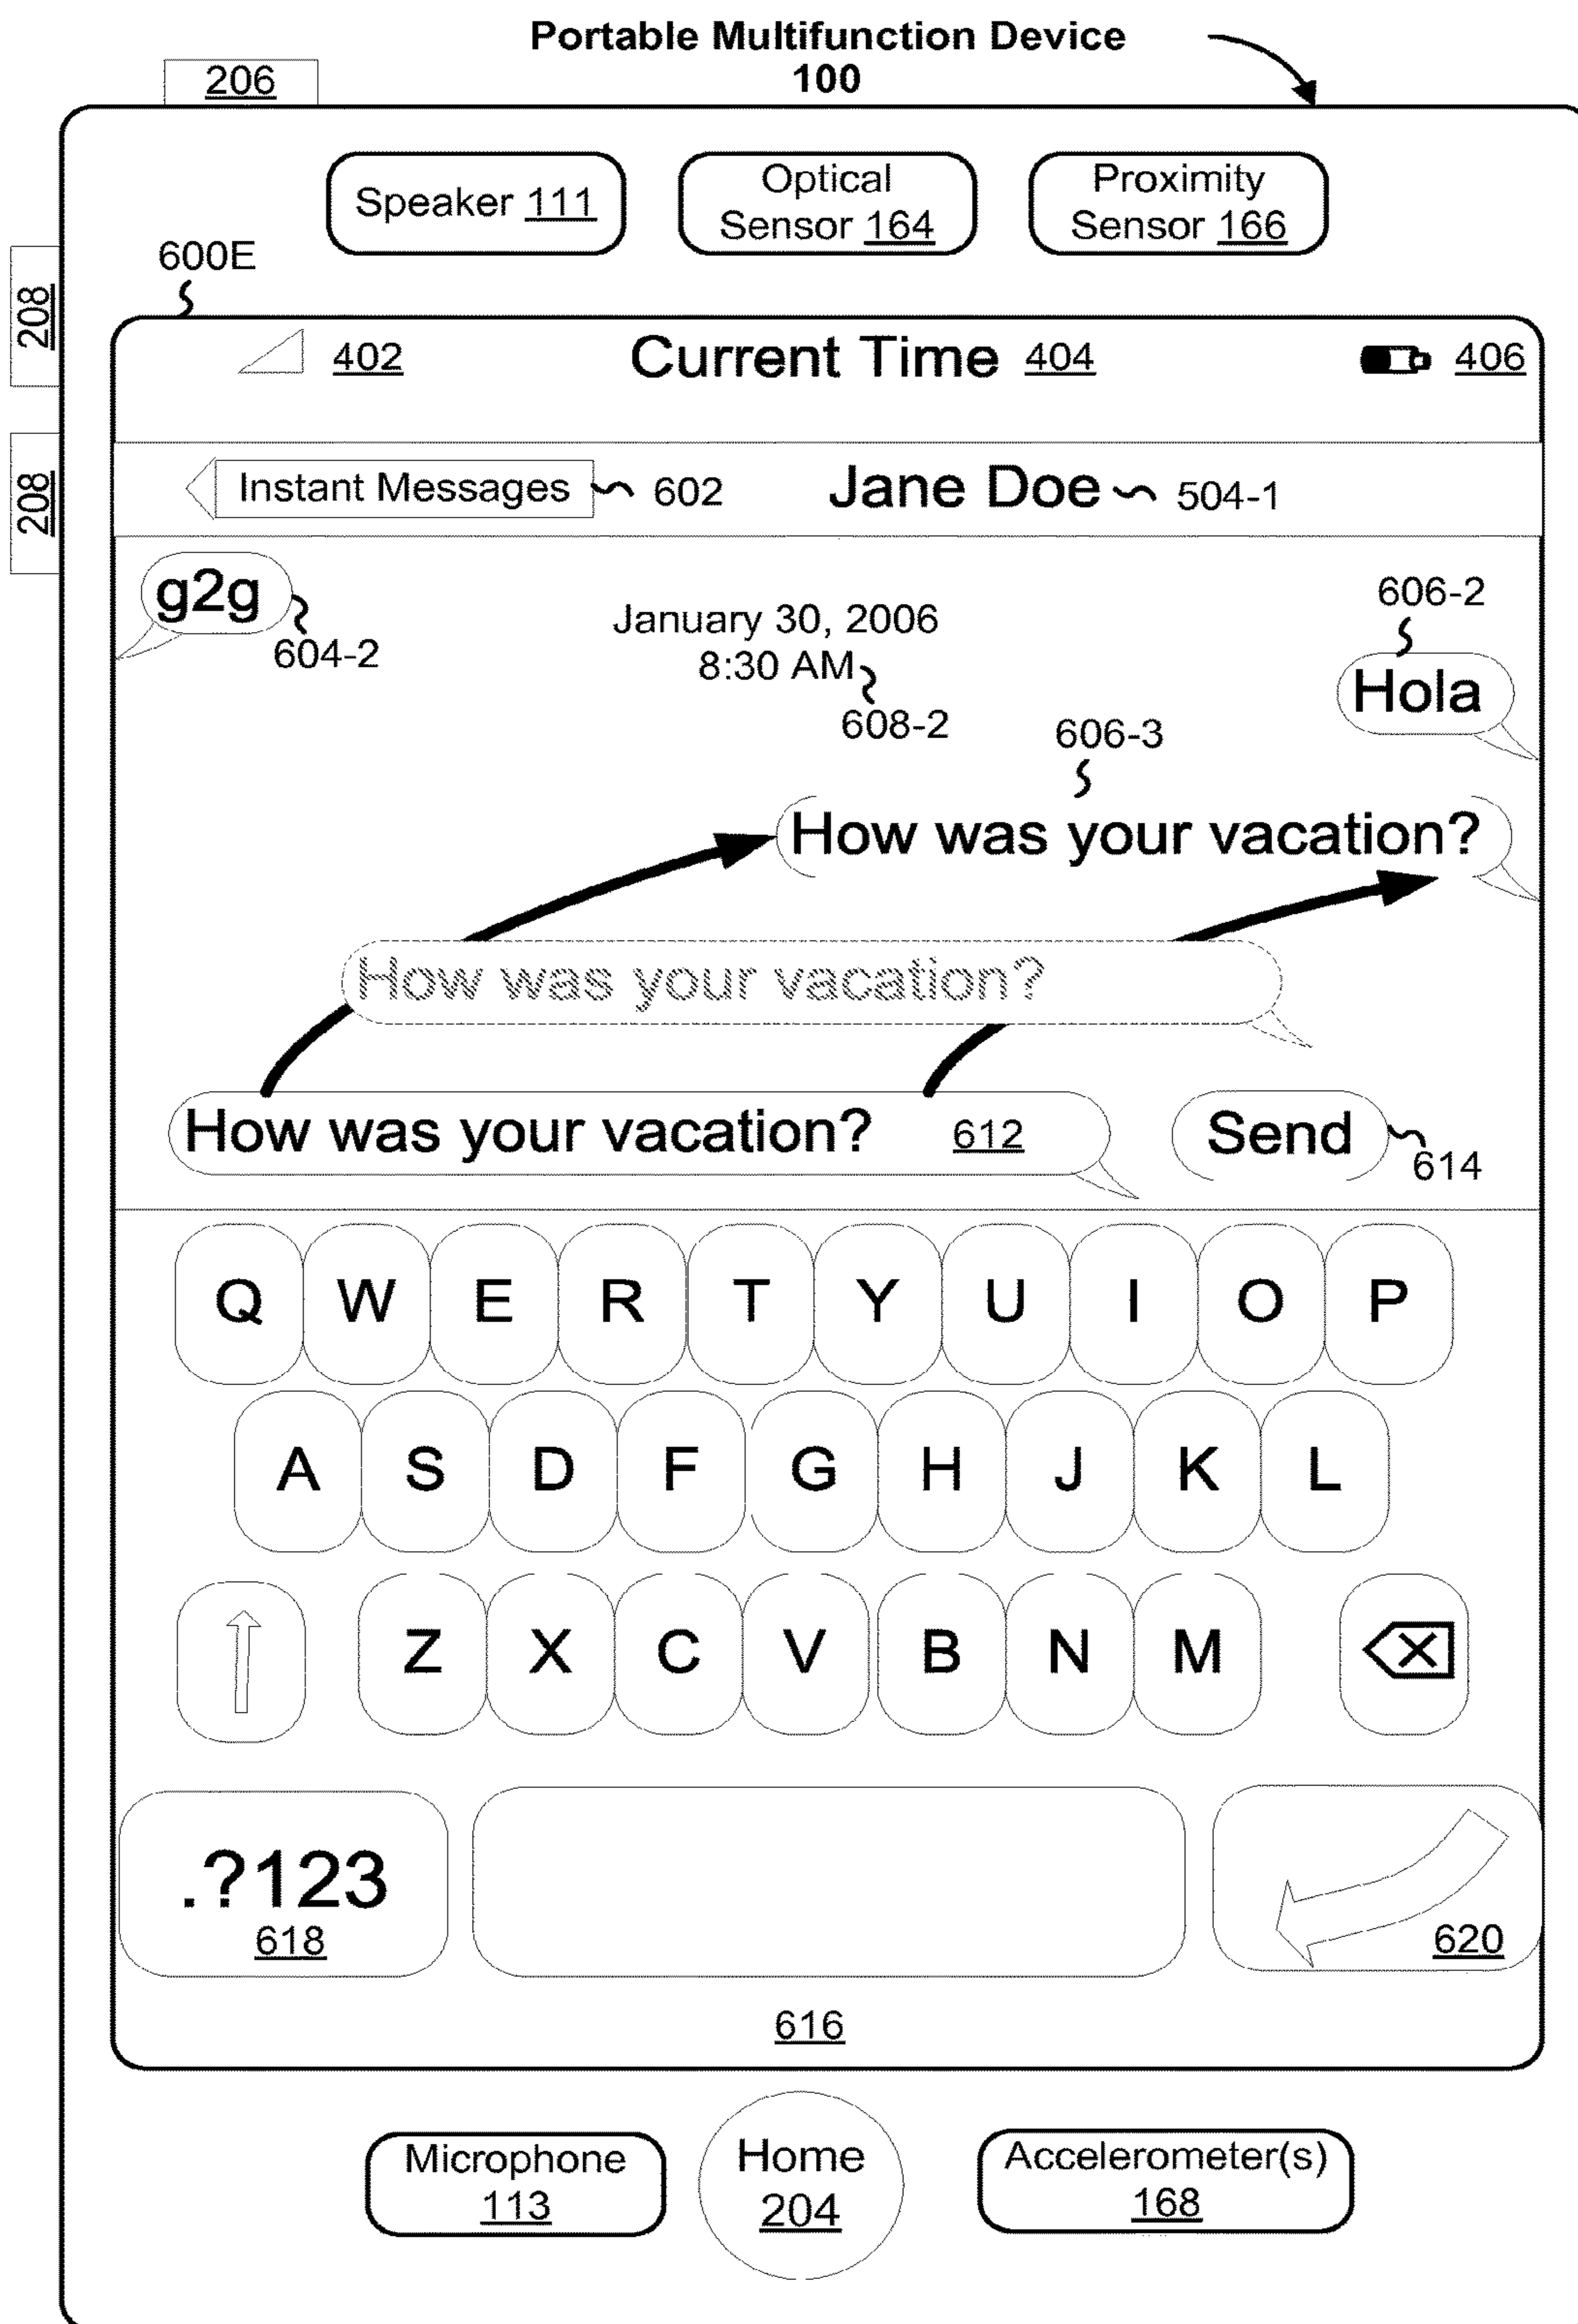 Portable Multifunction Device
100
206
Speaker 111
Optical
Sensor 164
Proximity
Sensor 166
600E
208
402
Current Time 404
406
208
Instant Messages
602
Jane Doe
504-1
g2g
604-2
January 30, 2006
8:30 AM
608-2
606-2
Hola
606-3
How was your vacation?
How was your vacation?
How was your vacation? 612
Send
614
Q W E R T Y U I O P
A S D F G H J K L
Z X C V B N M
.?123
618
620
616
Microphone
113
Home
204
Accelerometer(s)
168